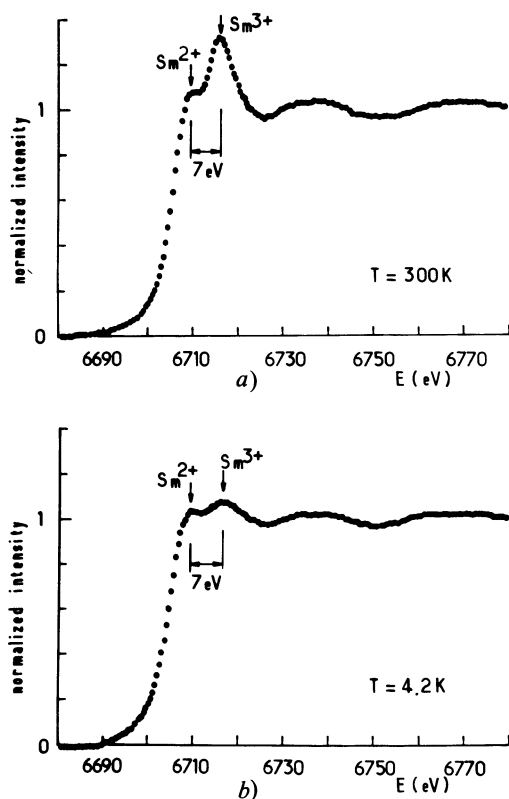 Sm3+
Sm2+
1
7eV
normalized intensity
T = 300K
0
6690 6710 6730 6750 6770
a) E (eV)
Sm3+
Sm2+
1
7eV
normalized intensity
T = 4.2K
0
6690 6710 6730 6750 6770
b) E (eV)